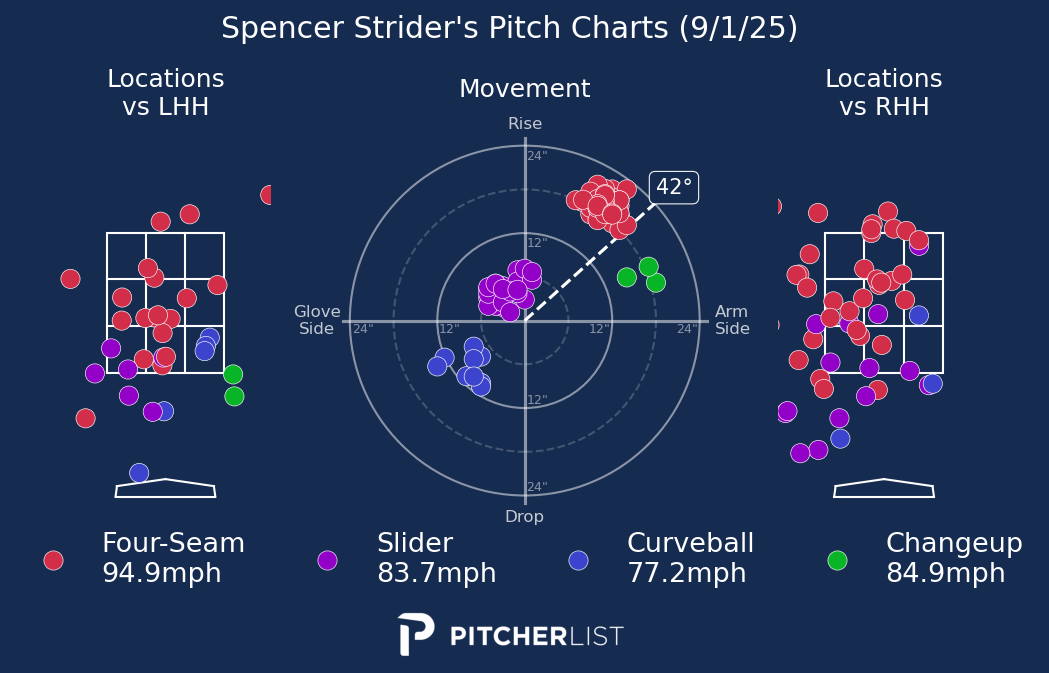 Spencer Strider's Pitch Charts (9/1/25)
Locations
vs LHH
Movement
Locations
vs RHH
Rise
24"
42°
12"
Glove
Side
24"
12"
12"
24"
Arm
Side
12"
24"
Drop
Four-Seam
94.9mph
Slider
83.7mph
Curveball
77.2mph
Changeup
84.9mph
PITCHERLIST